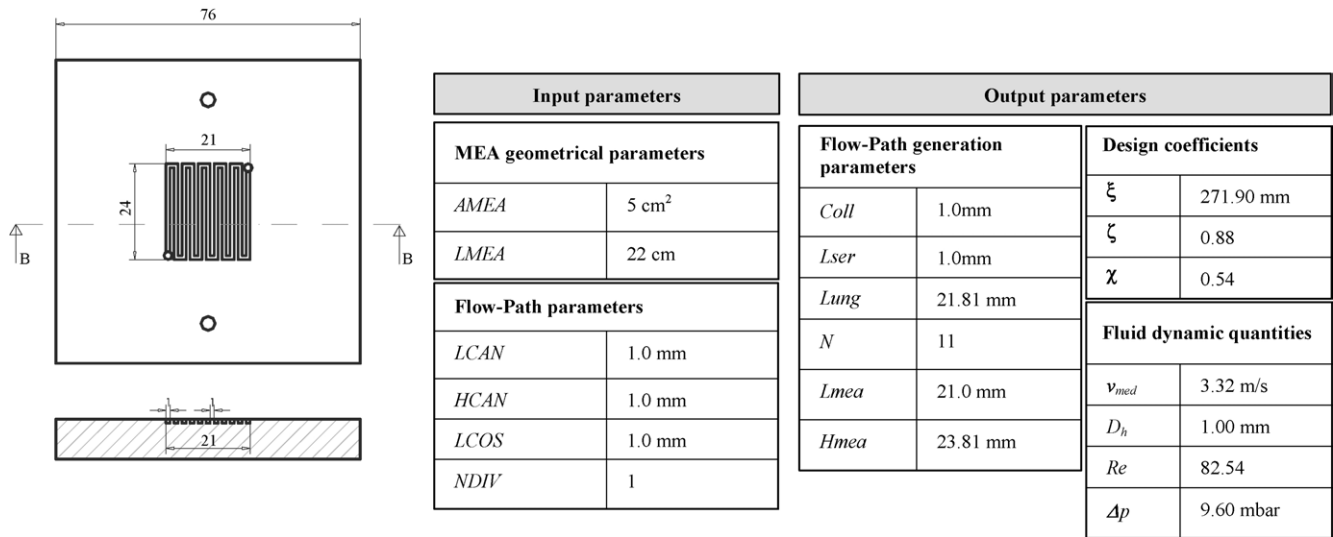 76
21
24
B
B
1
1
21
Input parameters
MEA geometrical parameters
AMEA 5 cm²
LMEA 22 cm
Flow-Path parameters
LCAN 1.0 mm
HCAN 1.0 mm
LCOS 1.0 mm
NDIV 1
Output parameters
Flow-Path generation
parameters
Coll 1.0mm
Lser 1.0mm
Lung 21.81 mm
N 11
Lmea 21.0 mm
Hmea 23.81 mm
Design coefficients
ξ 271.90 mm
ζ 0.88
χ 0.54
Fluid dynamic quantities
vmed 3.32 m/s
Dh 1.00 mm
Re 82.54
Δp 9.60 mbar